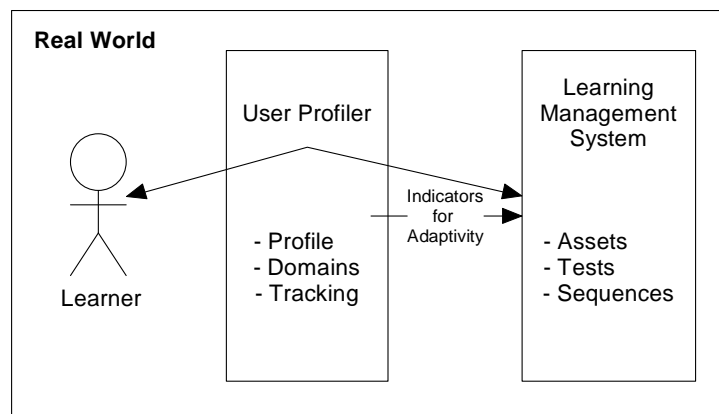 Real World
User Profiler
Learning
Management
System
Indicators
for
Adaptivity
- Profile
- Domains
- Tracking
- Assets
- Tests
- Sequences
Learner